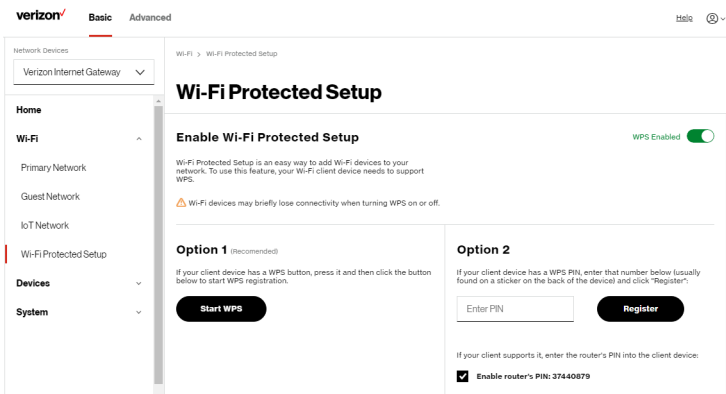 verizon
Basic
Advanced
Help
Network Devices
Verizon Internet Gateway
Home
Wi-Fi
Primary Network
Guest Network
IoT Network
Wi-Fi Protected Setup
Devices
System
Wi-Fi > Wi-Fi Protected Setup
Wi-Fi Protected Setup
Enable Wi-Fi Protected Setup
WPS Enabled
Wi-Fi Protected Setup is an easy way to add Wi-Fi devices to your
network. To use this feature, your Wi-Fi client device needs to support
WPS.
Wi-Fi devices may briefly lose connectivity when turning WPS on or off.
Option 1 (Recomended)
If your client device has a WPS button, press it and then click the button
below to start WPS registration.
Start WPS
Option 2
If your client device has a WPS PIN, enter that number below (usually
found on a sticker on the back of the device) and click "Register":
Enter PIN
Register
If your client supports it, enter the router's PIN into the client device:
Enable router's PIN: 37440879